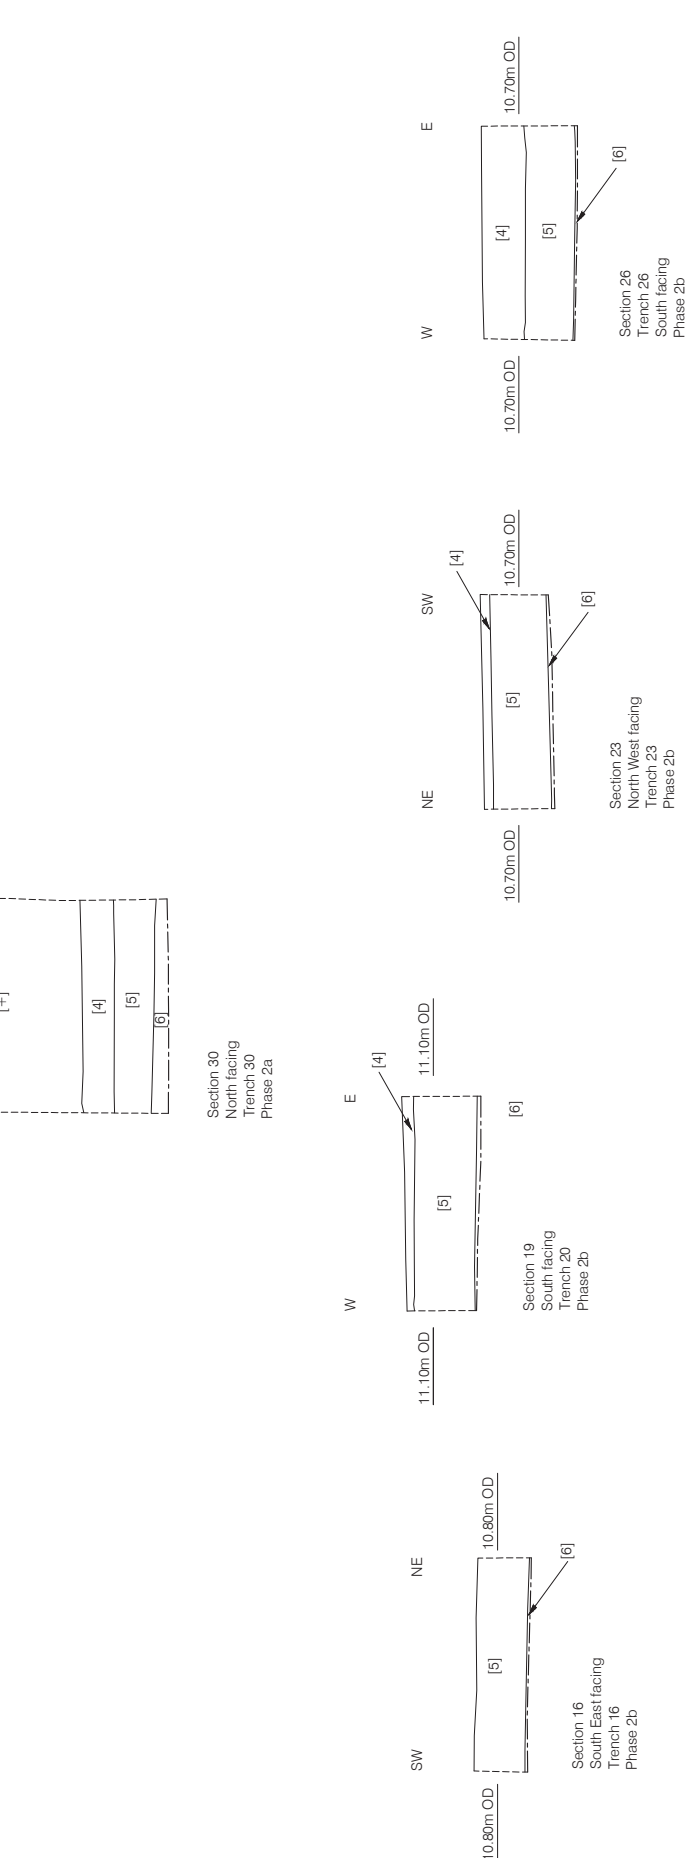 [+]
[4]
[5]
[6]
Section 30
North facing
Trench 30
Phase 2a
SW
NE
10.80m OD
10.80m OD
[5]
[6]
Section 16
South East facing
Trench 16
Phase 2b
W
E
11.10m OD
11.10m OD
[4]
[5]
[6]
Section 19
South facing
Trench 20
Phase 2b
NE
SW
10.70m OD
10.70m OD
[4]
[5]
[6]
Section 23
North West facing
Trench 23
Phase 2b
W
E
10.70m OD
10.70m OD
[4]
[5]
[6]
Section 26
Trench 26
South facing
Phase 2b